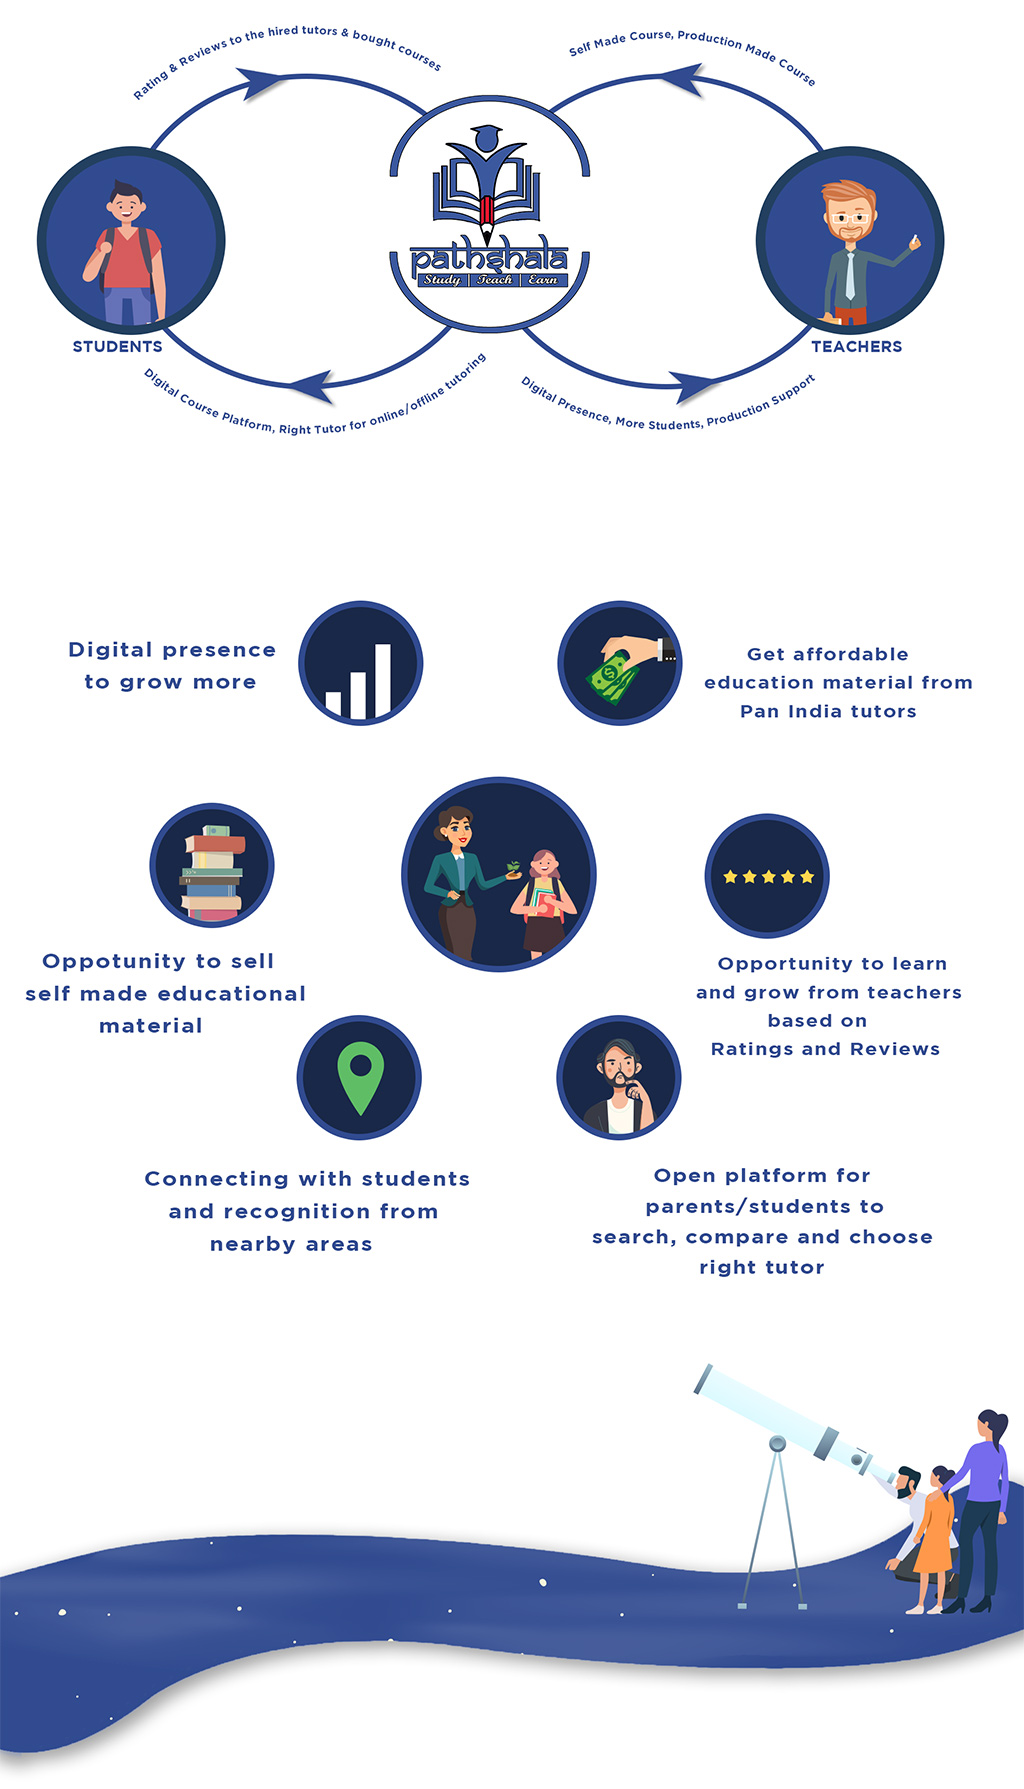 Rating & Reviews to the hired tutors & bought courses
Self Made Course, Production Made Course
pathshala
Study | Teach | Earn
STUDENTS
TEACHERS
Digital Course Platform, Right Tutor for online/offline tutoring
Digital Presence, More Students, Production Support
Digital presence
to grow more
Get affordable
education material from
Pan India tutors
Oppotunity to sell
self made educational
material
Opportunity to learn
and grow from teachers
based on
Ratings and Reviews
Connecting with students
and recognition from
nearby areas
Open platform for
parents/students to
search, compare and choose
right tutor